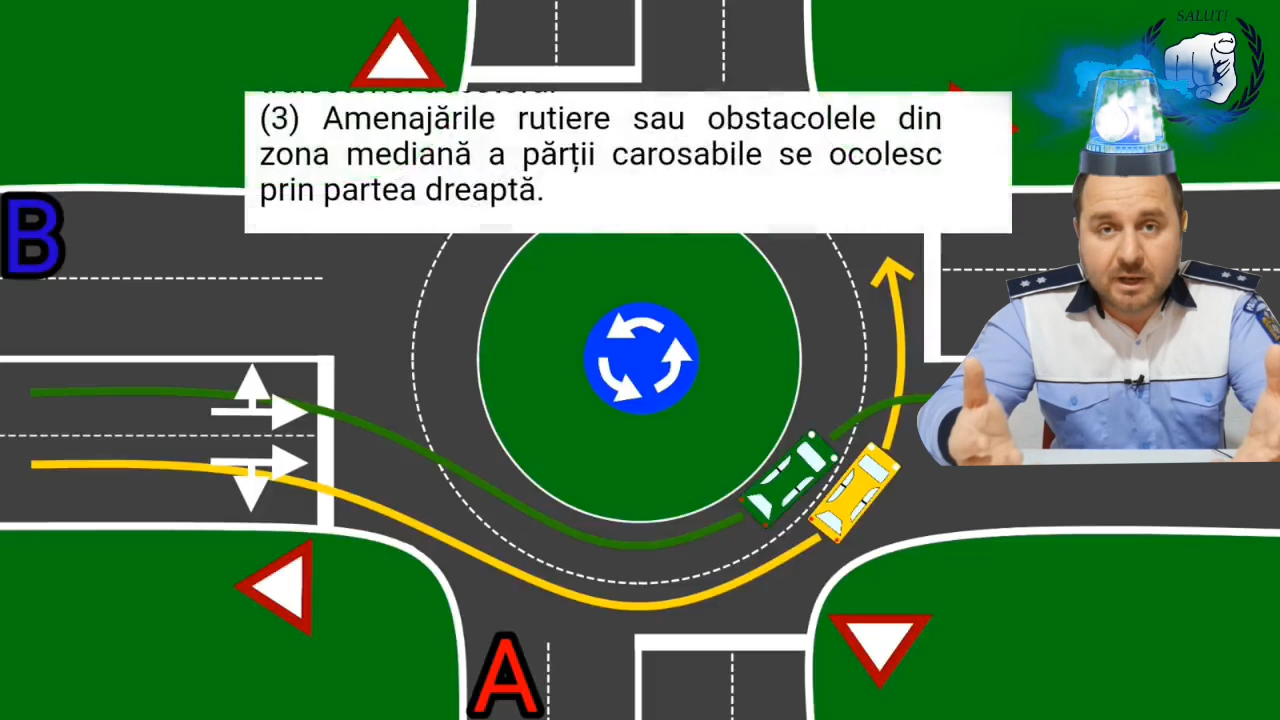 SALUT!
(3) Amenajările rutiere sau obstacolele din
zona mediană a părții carosabile se ocolesc
prin partea dreaptă.
B
A